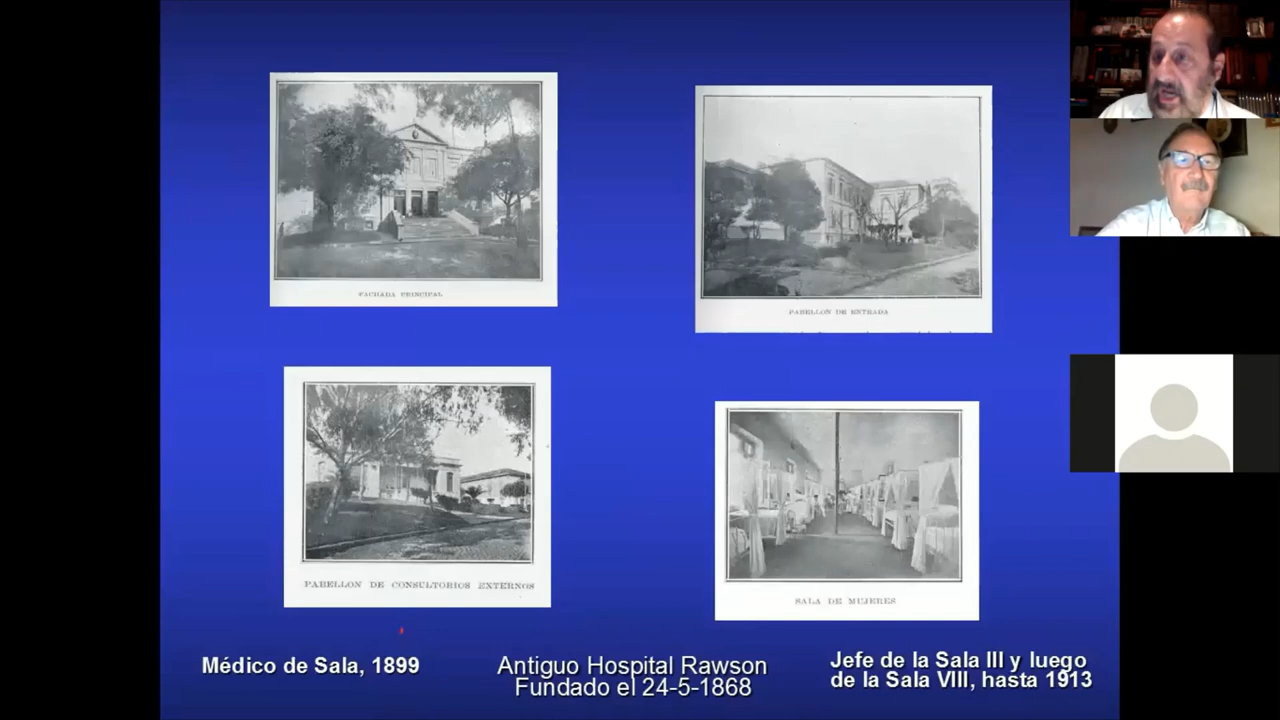 FACHADA PRINCIPAL
PABELLON DE ENTRADA
PABELLON DE CONSULTORIOS EXTERNOS
SALA DE MUJERES
Médico de Sala, 1899
Antiguo Hospital Rawson
Fundado el 24-5-1868
Jefe de la Sala III y luego
de la Sala VIII, hasta 1913